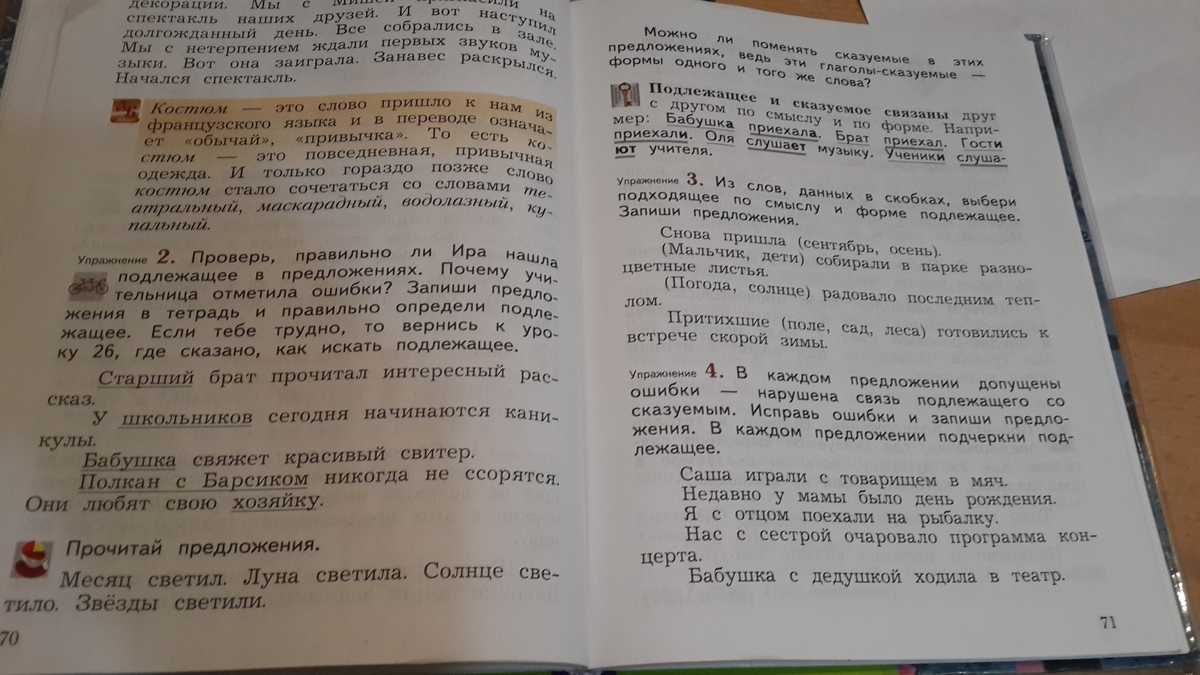 декорации. Мы с Мишей пригласили на
спектакль наших друзей. И вот наступил
долгожданный день. Все собрались в зале.
Мы с нетерпением ждали первых звуков му-
зыки. Вот она заиграла. Занавес раскрылся.
Начался спектакль.
Костюм — это слово пришло к нам из
французского языка и в переводе означа-
ет «обычай», «привычка». То есть ко-
стюм — это повседневная, привычная
одежда. И только гораздо позже слово
костюм стало сочетаться со словами те-
атральный, маскарадный, водолазный, ку-
пальный.
Упражнение 2. Проверь, правильно ли Ира нашла
подлежащее в предложениях. Почему учи-
тельница отметила ошибки? Запиши предло-
жения в тетрадь и правильно определи подле-
жащее. Если тебе трудно, то вернись к уро-
ку 26, где сказано, как искать подлежащее.
Старший брат прочитал интересный рас-
сказ.
У школьников сегодня начинаются кани-
кулы.
Бабушка свяжет красивый свитер.
Полкан с Барсиком никогда не ссорятся.
Они любят свою хозяйку.
Прочитай предложения.
Месяц светил. Луна светила. Солнце све-
тило. Звёзды светили.
70
Можно ли поменять сказуемые в этих
предложениях, ведь эти глаголы-сказуемые —
формы одного и того же слова?
Подлежащее и сказуемое связаны друг
с другом по смыслу и по форме. Напри-
мер: Бабушка приехала. Брат приехал. Гости
приехали. Оля слушает музыку. Ученики слуша-
ют учителя.
Упражнение 3. Из слов, данных в скобках, выбери
подходящее по смыслу и форме подлежащее.
Запиши предложения.
Снова пришла (сентябрь, осень).
(Мальчик, дети) собирали в парке разно-
цветные листья.
(Погода, солнце) радовало последним теп-
лом.
Притихшие (поле, сад, леса) готовились к
встрече скорой зимы.
Упражнение 4. В каждом предложении допущены
ошибки — нарушена связь подлежащего со
сказуемым. Исправь ошибки и запиши предло-
жения. В каждом предложении подчеркни под-
лежащее.
Саша играли с товарищем в мяч.
Недавно у мамы было день рождения.
Я с отцом поехали на рыбалку.
Нас с сестрой очаровало программа кон-
церта.
Бабушка с дедушкой ходила в театр.
71